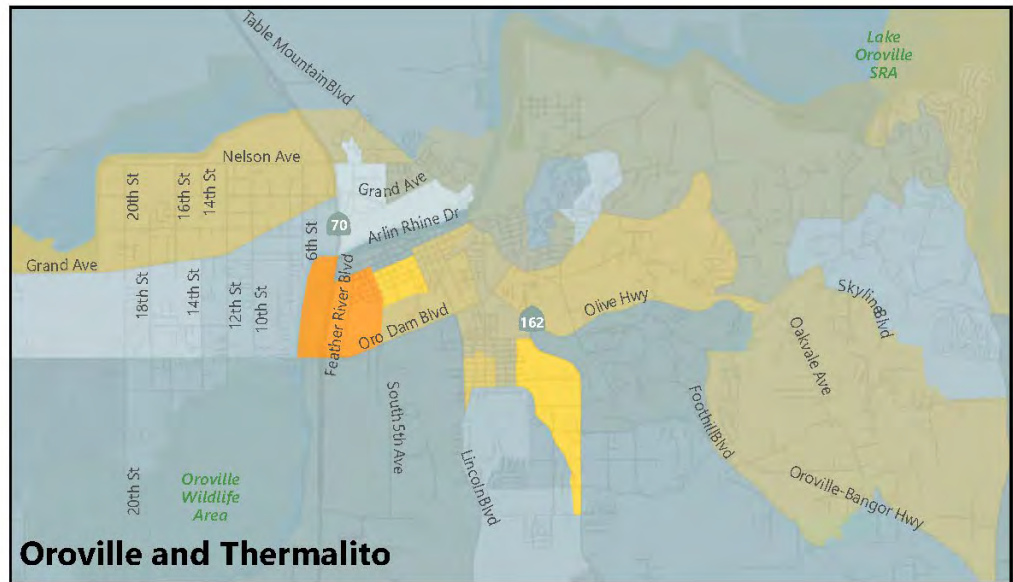 Table Mountain Blvd
Lake
Oroville
SRA
Nelson Ave
20th St
16th St
14th St
Grand Ave
70
Arlin Rhine Dr
6th St
Grand Ave
18th St
14th St
12th St
10th St
Feather River Blvd
Oro Dam Blvd
162
Olive Hwy
Skyline Blvd
Oakvale Ave
South 5th Ave
Foothill Blvd
Lincoln Blvd
20th St
Oroville
Wildlife
Area
Oroville-Bangor Hwy
Oroville and Thermalito